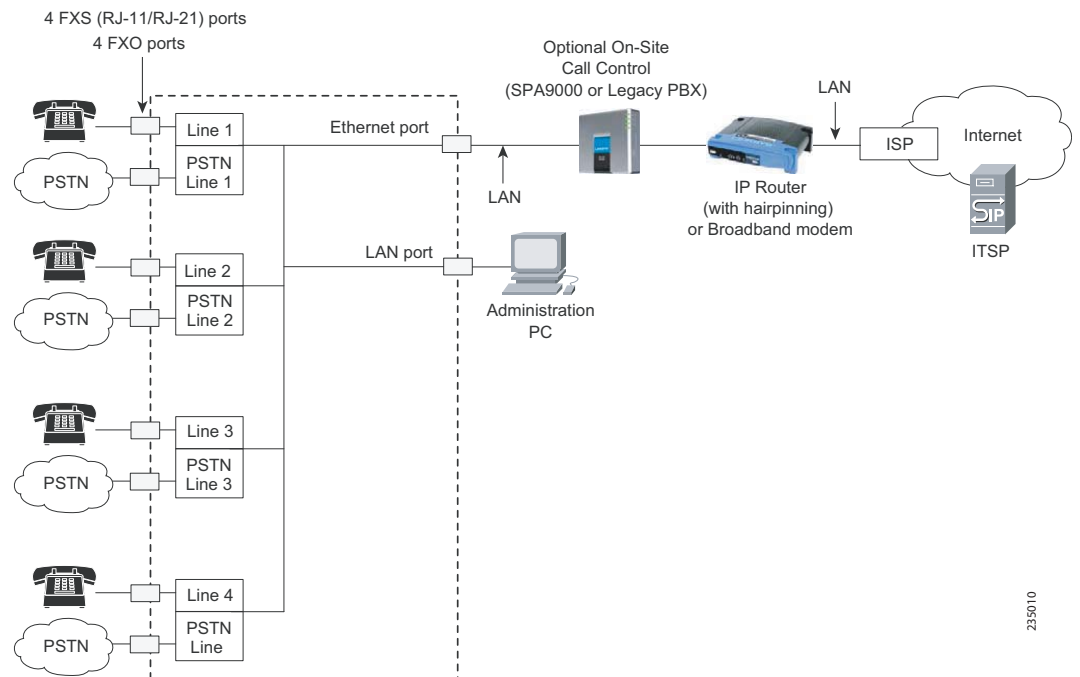 4 FXS (RJ-11/RJ-21) ports
4 FXO ports
Optional On-Site
Call Control
(SPA9000 or Legacy PBX)
LAN
Line 1
Ethernet port
ISP
Internet
PSTN
PSTN
Line 1
LAN
IP Router
(with hairpinning)
or Broadband modem
SIP
ITSP
LAN port
Line 2
PSTN
PSTN
Line 2
Administration
PC
Line 3
PSTN
PSTN
Line 3
Line 4
PSTN
PSTN
Line
235010